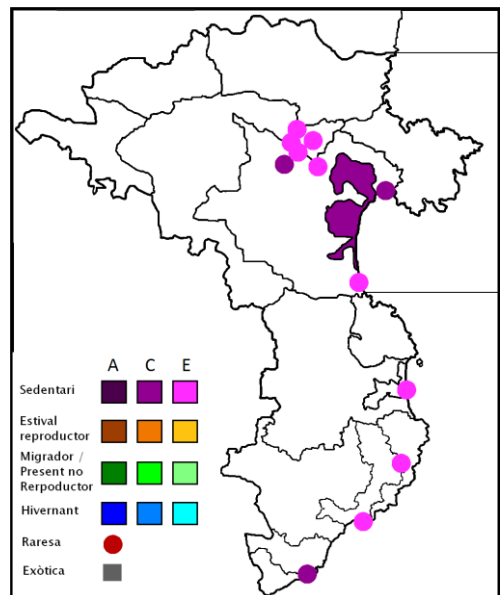 A C E
Sedentari
Estival
reproductor
Migrador /
Present no
Rerpoductor
Hivernant
Raresa
Exòtica